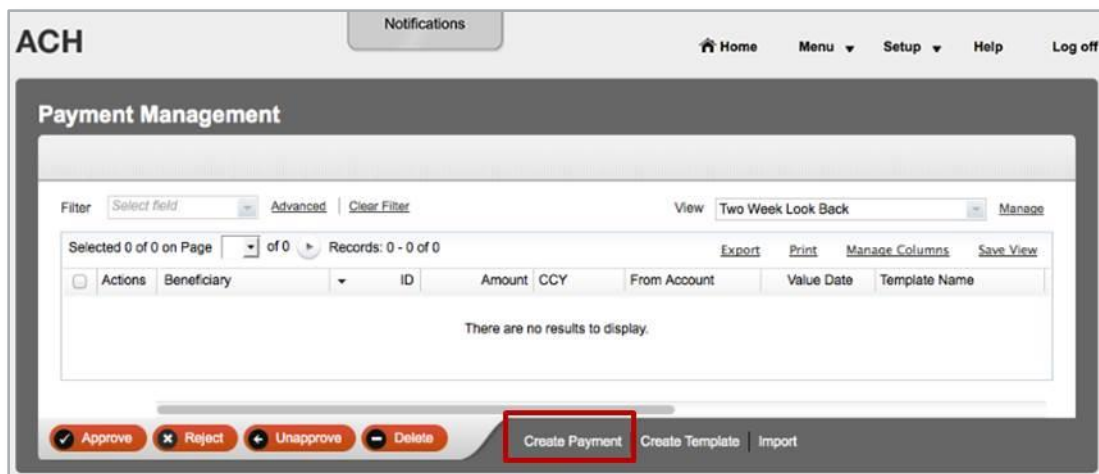 Notifications
ACH
Home Menu Setup Help Log off
Payment Management
Filter Select field Advanced Clear Filter View Two Week Look Back Manage
Selected 0 of 0 on Page of 0 Records: 0 - 0 of 0 Export Print Manage Columns Save View
Actions Beneficiary ID Amount CCY From Account Value Date Template Name
There are no results to display.
Approve Reject Unapprove Delete Create Payment Create Template Import